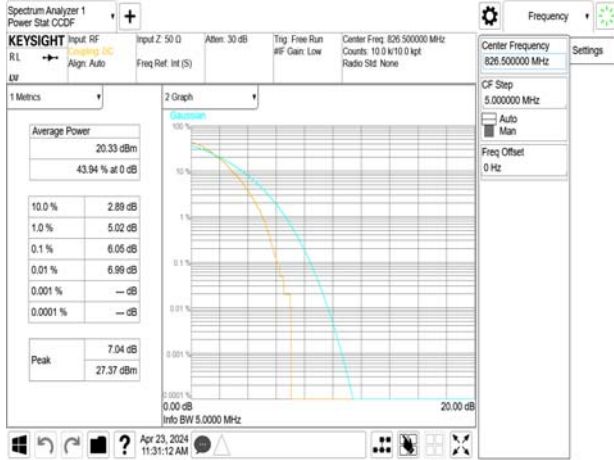 Spectrum Analyzer 1
Power Stat CCDF
+
Frequency
KEYSIGHT
RL
LV
Input: RF
Coupling: DC
Align: Auto
Input Z: 50 Ω
Freq Ref: Int (S)
Atten: 30 dB
Trig: Free Run
#IF Gain: Low
Center Freq: 826.500000 MHz
Counts: 10.0 k/10.0 kpt
Radio Std: None
Center Frequency
826.500000 MHz
Settings
CF Step
5.000000 MHz
Auto
Man
Freq Offset
0 Hz
1 Metrics
2 Graph
Average Power
20.33 dBm
43.94 % at 0 dB
10.0 % 2.89 dB
1.0 % 5.02 dB
0.1 % 6.05 dB
0.01 % 6.99 dB
0.001 % --- dB
0.0001 % --- dB
Peak
7.04 dB
27.37 dBm
Gaussian
100 %
10 %
1 %
0.1 %
0.01 %
0.001 %
0.0001 %
0.00 dB
20.00 dB
Info BW 5.0000 MHz
?
Apr 23, 2024
11:31:12 AM